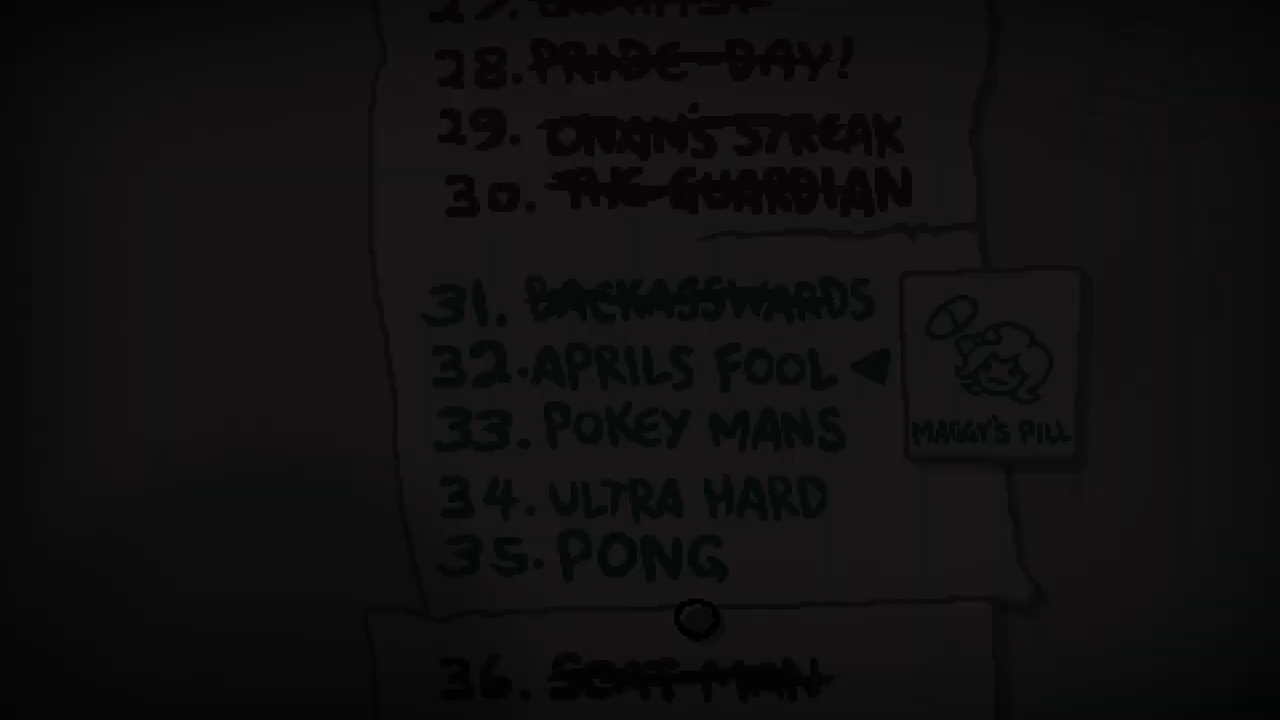 28. PRIDE DAY!
29. ONAN'S STREAK
30. THE GUARDIAN
31. BACKASSWARDS
32. APRILS FOOL
MAGGY'S PILL
33. POKEY MANS
34. ULTRA HARD
35. PONG
36. SCAT MAN